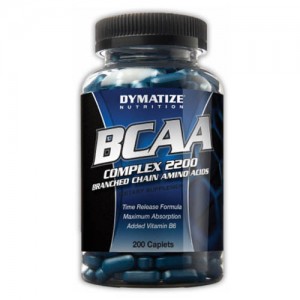 DYMATIZE
NUTRITION
BCAA
COMPLEX 2200
BRANCHED CHAIN AMINO ACIDS
Time Release Formula
Maximum Absorption
Added Vitamin B6
200 Caplets